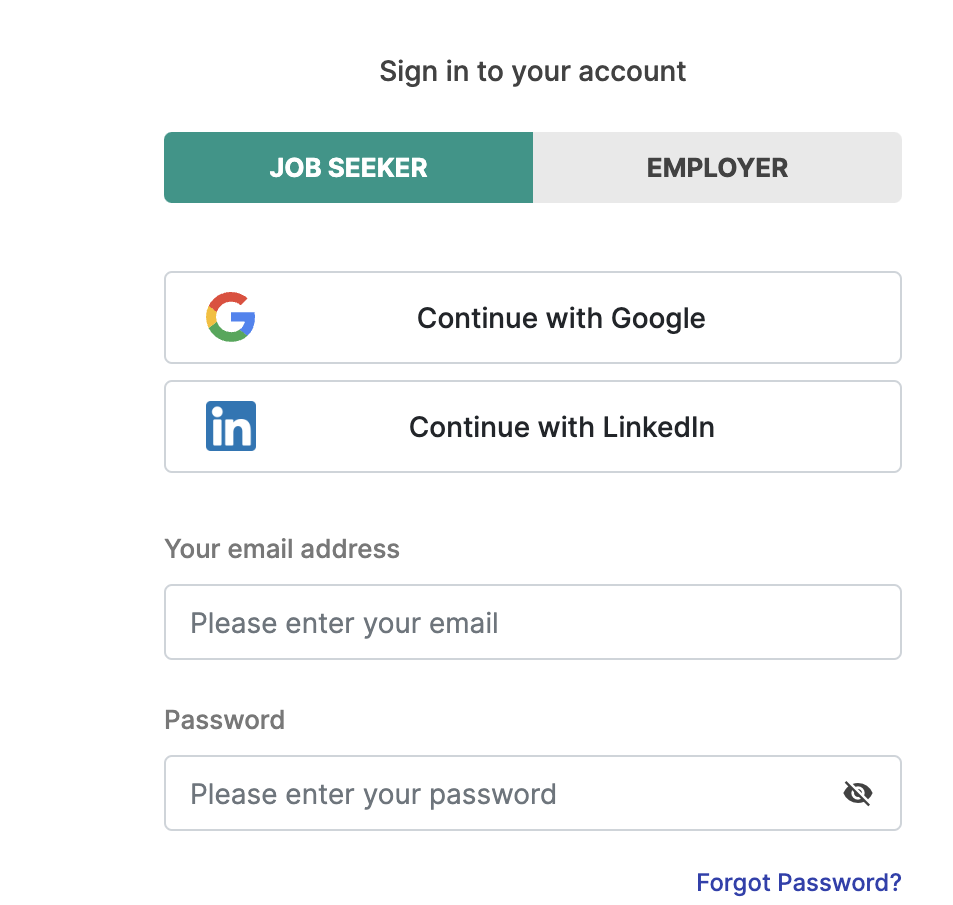 Sign in to your account
JOB SEEKER EMPLOYER
Continue with Google
in
Continue with LinkedIn
Your email address
Please enter your email
Password
Please enter your password
Forgot Password?